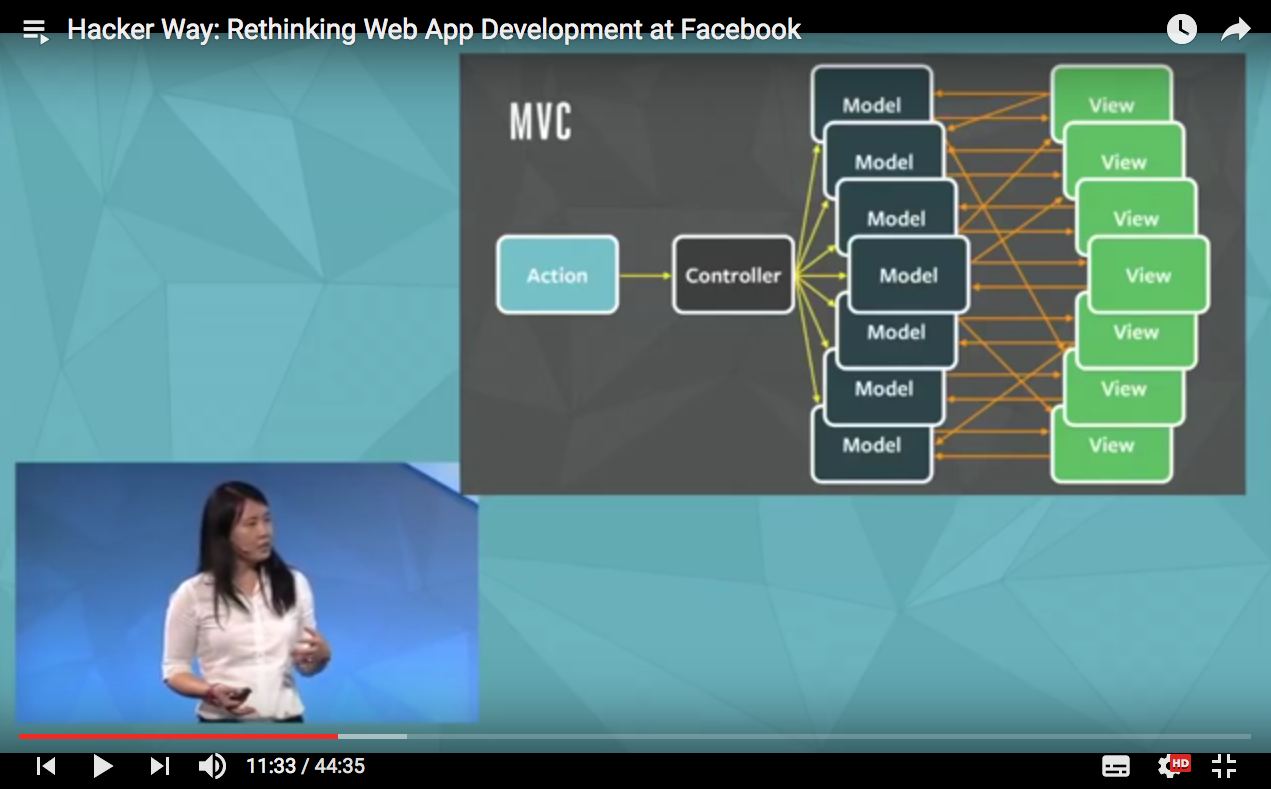 Hacker Way: Rethinking Web App Development at Facebook
MVC
Model
View
Model
View
Model
View
Action
Controller
Model
View
Model
View
Model
View
Model
View
11:33 / 44:35
HD